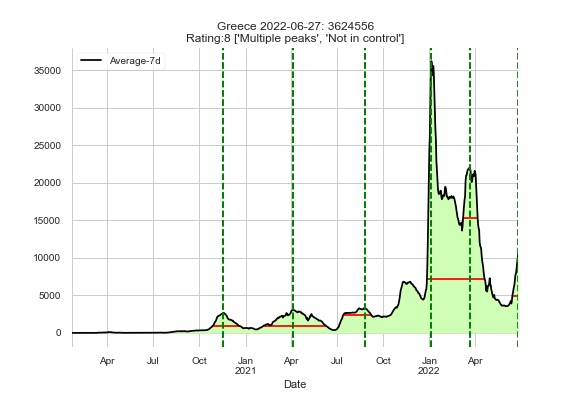 Greece 2022-06-27: 3624556
Rating:8 ['Multiple peaks', 'Not in control']
Average-7d
35000
30000
25000
20000
15000
10000
5000
0
Apr Jul Oct Jan Apr Jul Oct Jan Apr
2021 2022
Date